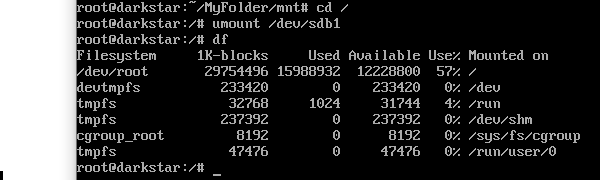 root@darkstar:~/MyFolder/mnt# cd /
root@darkstar:/# umount /dev/sdb1
root@darkstar:/# df
Filesystem     1K-blocks     Used Available Use% Mounted on
/dev/root       29754496 15988932  12228800  57% /
devtmpfs          233420        0    233420   0% /dev
tmpfs              32768     1024     31744   4% /run
tmpfs             237392        0    237392   0% /dev/shm
cgroup_root         8192        0      8192   0% /sys/fs/cgroup
tmpfs              47476        0     47476   0% /run/user/0
root@darkstar:/# _